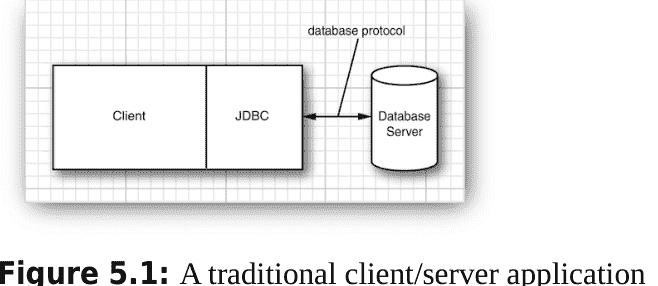 database protocol
Client
JDBC
Database
Server
Figure 5.1: A traditional client/server application